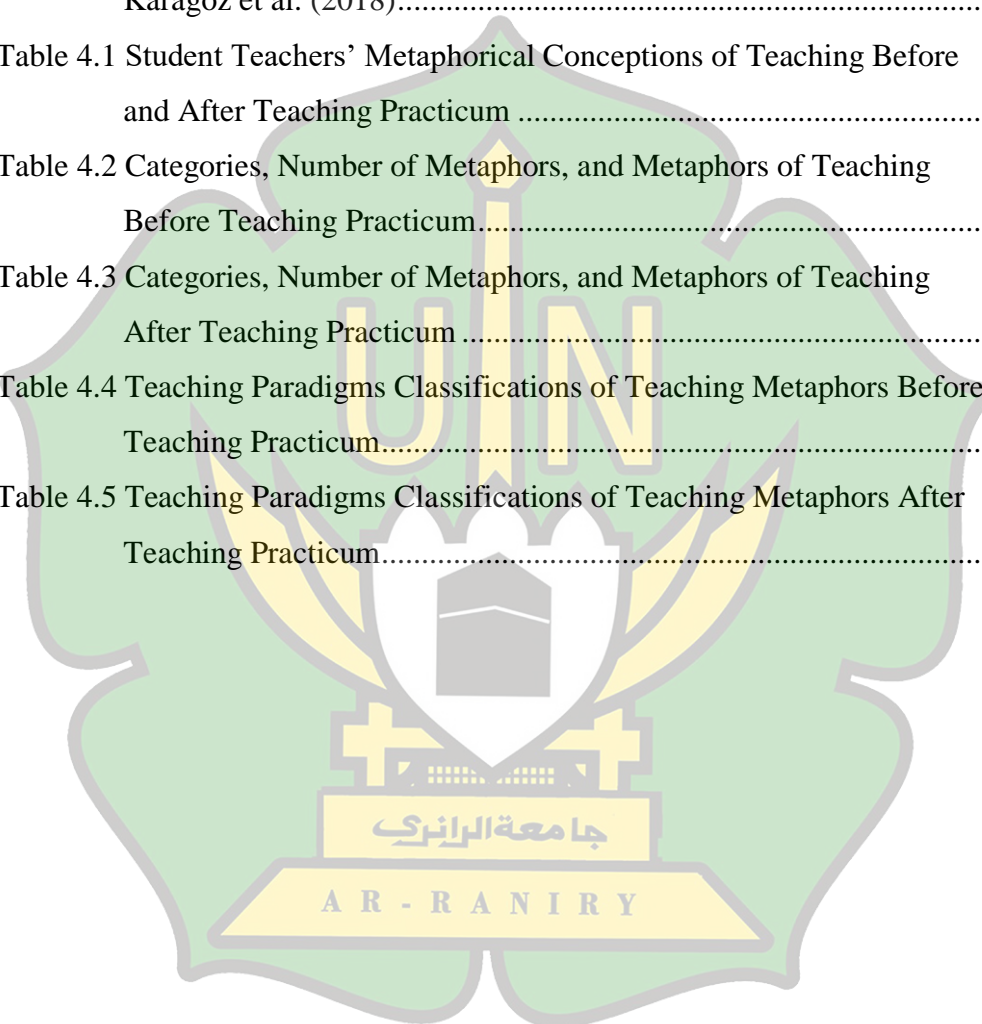 Karagoz et al. (2018)................................................................................
Table 4.1 Student Teachers’ Metaphorical Conceptions of Teaching Before
and After Teaching Practicum ................................................................
Table 4.2 Categories, Number of Metaphors, and Metaphors of Teaching
Before Teaching Practicum......................................................................
Table 4.3 Categories, Number of Metaphors, and Metaphors of Teaching
After Teaching Practicum ........................................................................
Table 4.4 Teaching Paradigms Classifications of Teaching Metaphors Before
Teaching Practicum..................................................................................
Table 4.5 Teaching Paradigms Classifications of Teaching Metaphors After
Teaching Practicum..................................................................................
UIN
جامعة الرانري
AR-RANIRY